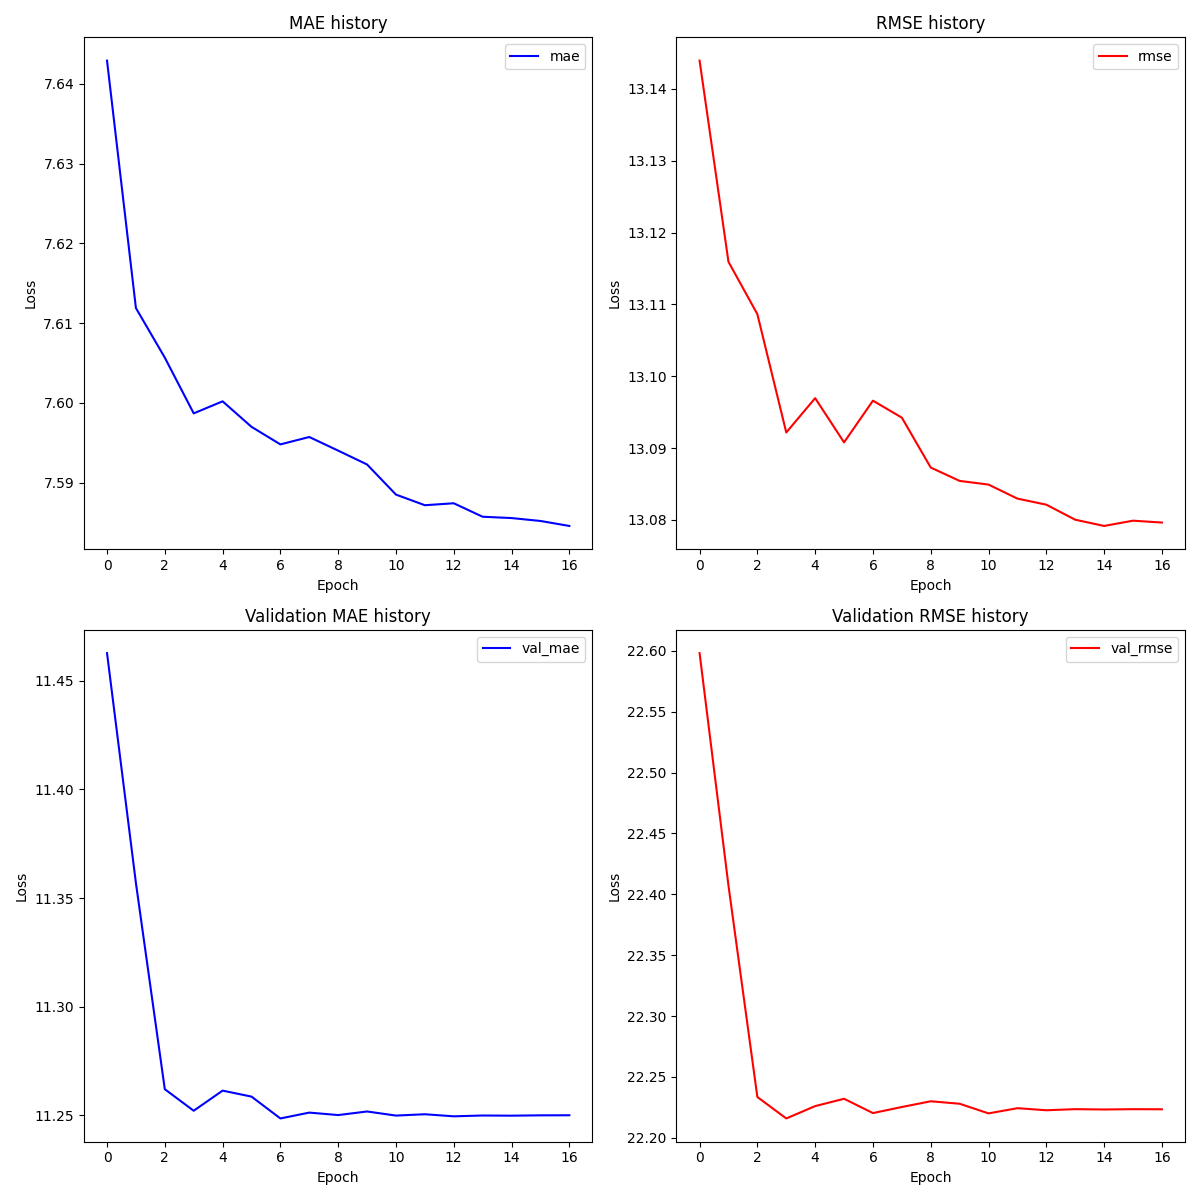 MAE history
mae
7.64
7.63
7.62
7.61
7.60
7.59
Loss
0 2 4 6 8 10 12 14 16
Epoch
RMSE history
rmse
13.14
13.13
13.12
13.11
13.10
13.09
13.08
Loss
0 2 4 6 8 10 12 14 16
Epoch
Validation MAE history
val_mae
11.45
11.40
11.35
11.30
11.25
Loss
0 2 4 6 8 10 12 14 16
Epoch
Validation RMSE history
val_rmse
22.60
22.55
22.50
22.45
22.40
22.35
22.30
22.25
22.20
Loss
0 2 4 6 8 10 12 14 16
Epoch